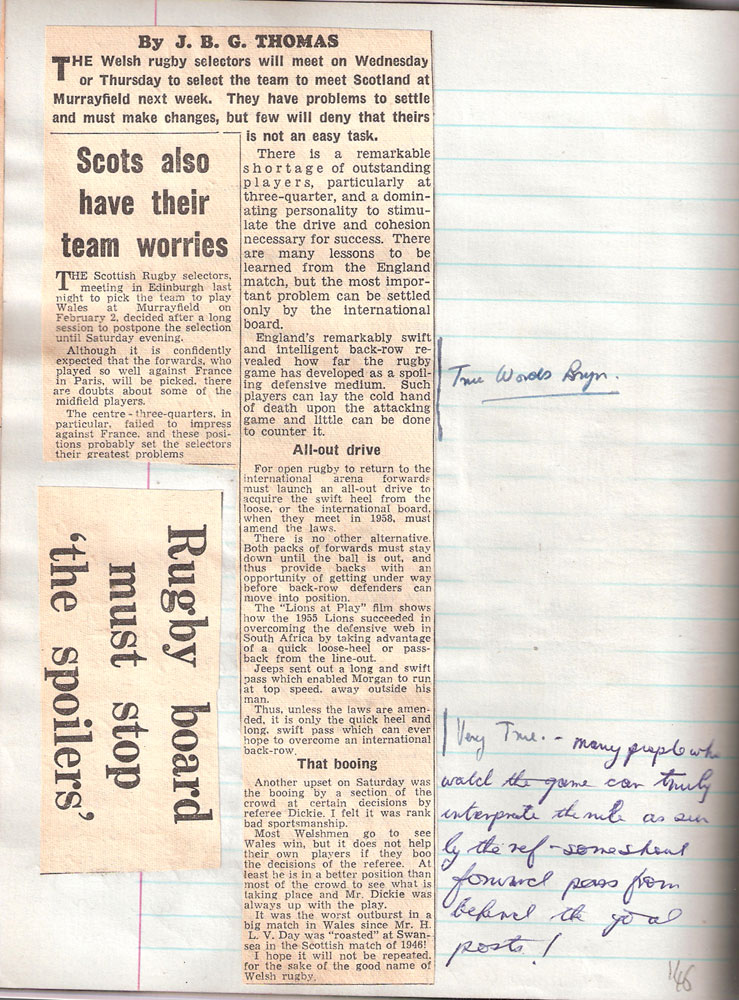 By J. B. G. THOMAS
THE Welsh rugby selectors will meet on Wednesday
or Thursday to select the team to meet Scotland at
Murrayfield next week. They have problems to settle
and must make changes, but few will deny that theirs
is not an easy task.
There is a remarkable
shortage of outstanding
players, particularly at
three-quarter, and a domin-
ating personality to stimu-
late the drive and cohesion
necessary for success. There
are many lessons to be
learned from the England
match, but the most impor-
tant problem can be settled
only by the international
board.
England's remarkably swift
and intelligent back-row re-
vealed how far the rugby
game has developed as a spoil-
ing defensive medium. Such
players can lay the cold hand
of death upon the attacking
game and little can be done
to counter it.
All-out drive
For open rugby to return to the
international arena forwards
must launch an all-out drive to
acquire the swift heel from the
loose, or the international board,
when they meet in 1958, must
amend the laws.
There is no other alternative.
Both packs of forwards must stay
down until the ball is out, and
thus provide backs with an
opportunity of getting under way
before back-row defenders can
move into position.
The "Lions at Play" film shows
how the 1955 Lions succeeded in
overcoming the defensive web in
South Africa by taking advantage
of a quick loose-heel or pass-
back from the line-out.
Jeeps sent out a long and swift
pass which enabled Morgan to run
at top speed, away outside his
man.
Thus, unless the laws are amen-
ded, it is only the quick heel and
long, swift pass which can ever
hope to overcome an international
back-row.
That booing
Another upset on Saturday was
the booing by a section of the
crowd at certain decisions by
referee Dickie. I felt it was rank
bad sportsmanship.
Most Welshmen go to see
Wales win, but it does not help
their own players if they boo
the decisions of the referee. At
least he is in a better position than
most of the crowd to see what is
taking place and Mr. Dickie was
always up with the play.
It was the worst outburst in a
big match in Wales since Mr. H.
L. V. Day was "roasted" at Swan-
sea in the Scottish match of 1946!
I hope it will not be repeated,
for the sake of the good name of
Welsh rugby.
Scots also
have their
team worries
THE Scottish Rugby selectors,
meeting in Edinburgh last
night to pick the team to play
Wales at Murrayfield on
February 2, decided after a long
session to postpone the selection
until Saturday evening.
Although it is confidently
expected that the forwards, who
played so well against France
in Paris, will be picked, there
are doubts about some of the
midfield players.
The centre-three-quarters, in
particular, failed to impress
against France, and these posi-
tions probably set the selectors
their greatest problems
Rugby board
must stop
'the spoilers'
True Words Bryn.
Very True. - many people who
watch the game can truly
the rule as seen
by the ref - some shout
forward pass from
behind the goal
posts!